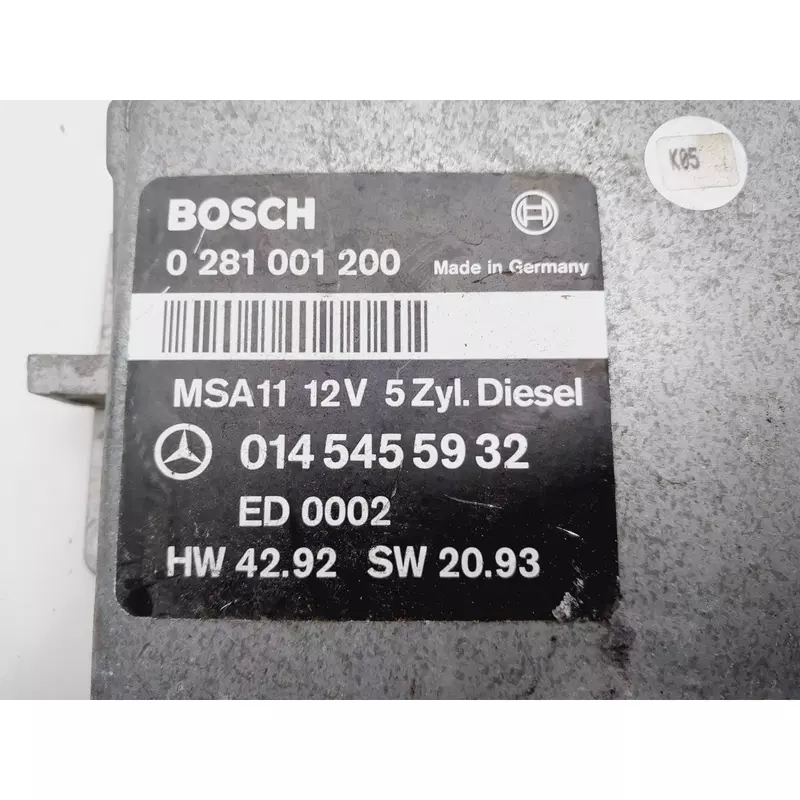 K05
BOSCH
0 281 001 200 Made in Germany
MSA11 12V 5 Zyl. Diesel
014 545 59 32
ED 0002
HW 42.92 SW 20.93